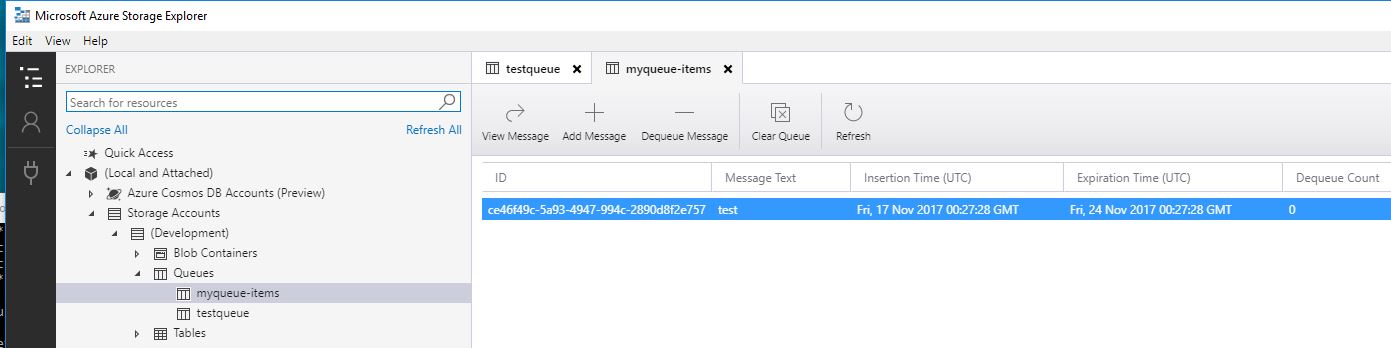 Microsoft Azure Storage Explorer
Edit View Help
EXPLORER
Search for resources
Collapse All Refresh All
Quick Access
(Local and Attached)
Azure Cosmos DB Accounts (Preview)
Storage Accounts
(Development)
Blob Containers
Queues
myqueue-items
testqueue
Tables
testqueue myqueue-items
View Message Add Message Dequeue Message Clear Queue Refresh
ID Message Text Insertion Time (UTC) Expiration Time (UTC) Dequeue Count
ce46f49c-5a93-4947-994c-2890d8f2e757 test Fri, 17 Nov 2017 00:27:28 GMT Fri, 24 Nov 2017 00:27:28 GMT 0